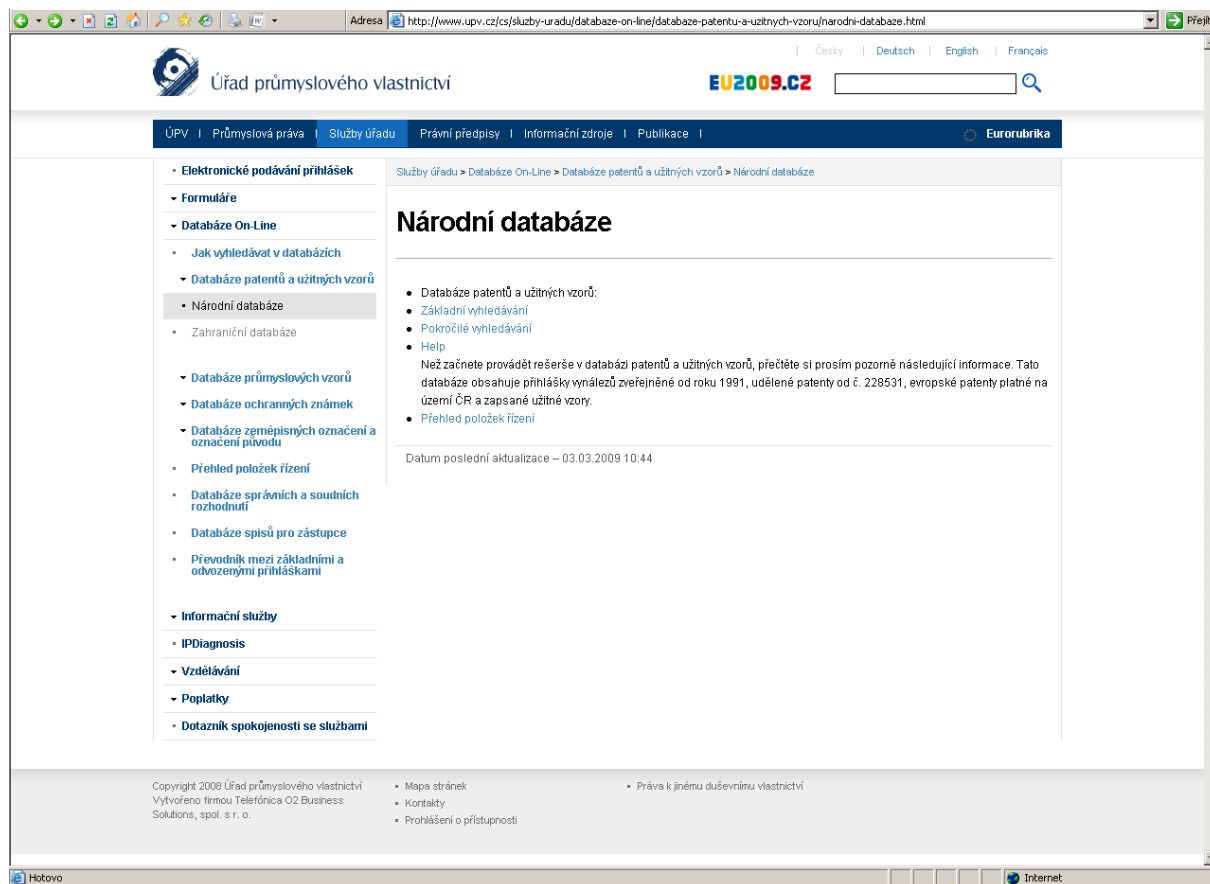 Adresa http://www.upv.cz/cs/sluzby-uradu/databaze-on-line/databaze-patentu-a-uzitnych-vzoru/narodni-databaze.html Přejít
Česky | Deutsch | English | Français
Úřad průmyslového vlastnictví
EU2009.CZ
ÚPV | Průmyslová práva | Služby úřadu Právní předpisy | Informační zdroje | Publikace | Eurorubrika
Elektronické podávání přihlášek
Formuláře
Databáze On-Line
Jak vyhledávat v databázích
Databáze patentů a užitných vzorů
Národní databáze
Zahraniční databáze
Databáze průmyslových vzorů
Databáze ochranných známek
Databáze zeměpisných označení a
označení původu
Přehled položek řízení
Databáze správních a soudních
rozhodnutí
Databáze spisů pro zástupce
Převodník mezi základními a
odvozenými přihláškami
Informační služby
IPDiagnosis
Vzdělávání
Poplatky
Dotazník spokojenosti se službami
Služby úřadu > Databáze On-Line > Databáze patentů a užitných vzorů > Národní databáze
Národní databáze
Databáze patentů a užitných vzorů:
Základní vyhledávání
Pokročilé vyhledávání
Help
Než začnete provádět rešerše v databázi patentů a užitných vzorů, přečtěte si prosím pozorně následující informace. Tato
databáze obsahuje přihlášky vynálezů zveřejněné od roku 1991, udělené patenty od č. 228531, evropské patenty platné na
území ČR a zapsané užitné vzory.
Přehled položek řízení
Datum poslední aktualizace – 03.03.2009 10:44
Copyright 2008 Úřad průmyslového vlastnictví
Vytvořeno firmou Telefónica O2 Business
Solutions, spol. s r. o.
Mapa stránek
Kontakty
Prohlášení o přístupnosti
Práva k jinému duševnímu vlastnictví
Hotovo
Internet